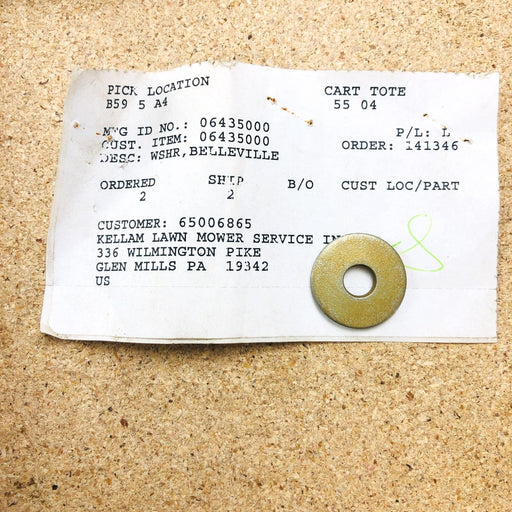 PICK LOCATION CART TOTE
B59 5 A4 55 04
MFG ID NO.: 06435000 P/L: L
CUST. ITEM: 06435000 ORDER: 141346
DESC: WSHR,BELLEVILLE
ORDERED SHIP B/O CUST LOC/PART
2 2
CUSTOMER: 65006865
KELLAM LAWN MOWER SERVICE IN
336 WILMINGTON PIKE
GLEN MILLS PA 19342
US